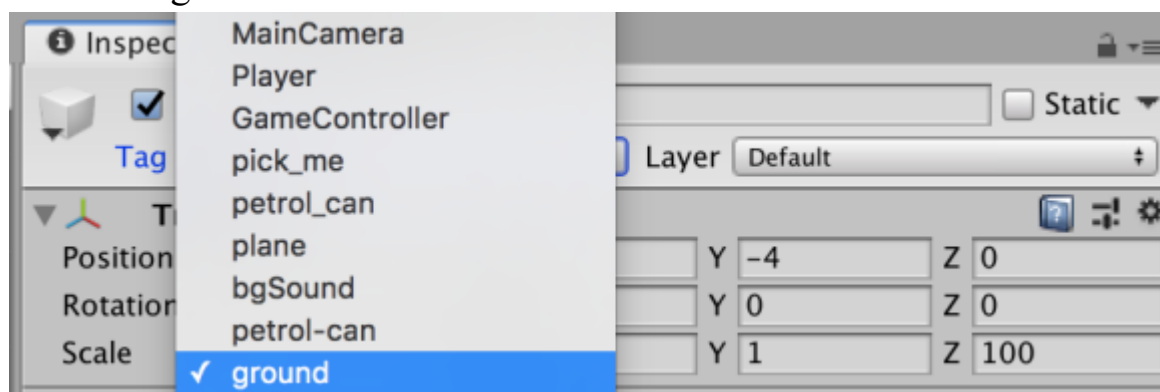 MainCamera
Inspec
Player
GameController
Static
Tag
pick_me
Layer Default
petrol_can
plane
Position Y -4 Z 0
bgSound
Rotation Y 0 Z 0
petrol-can
Scale Y 1 Z 100
✓ ground